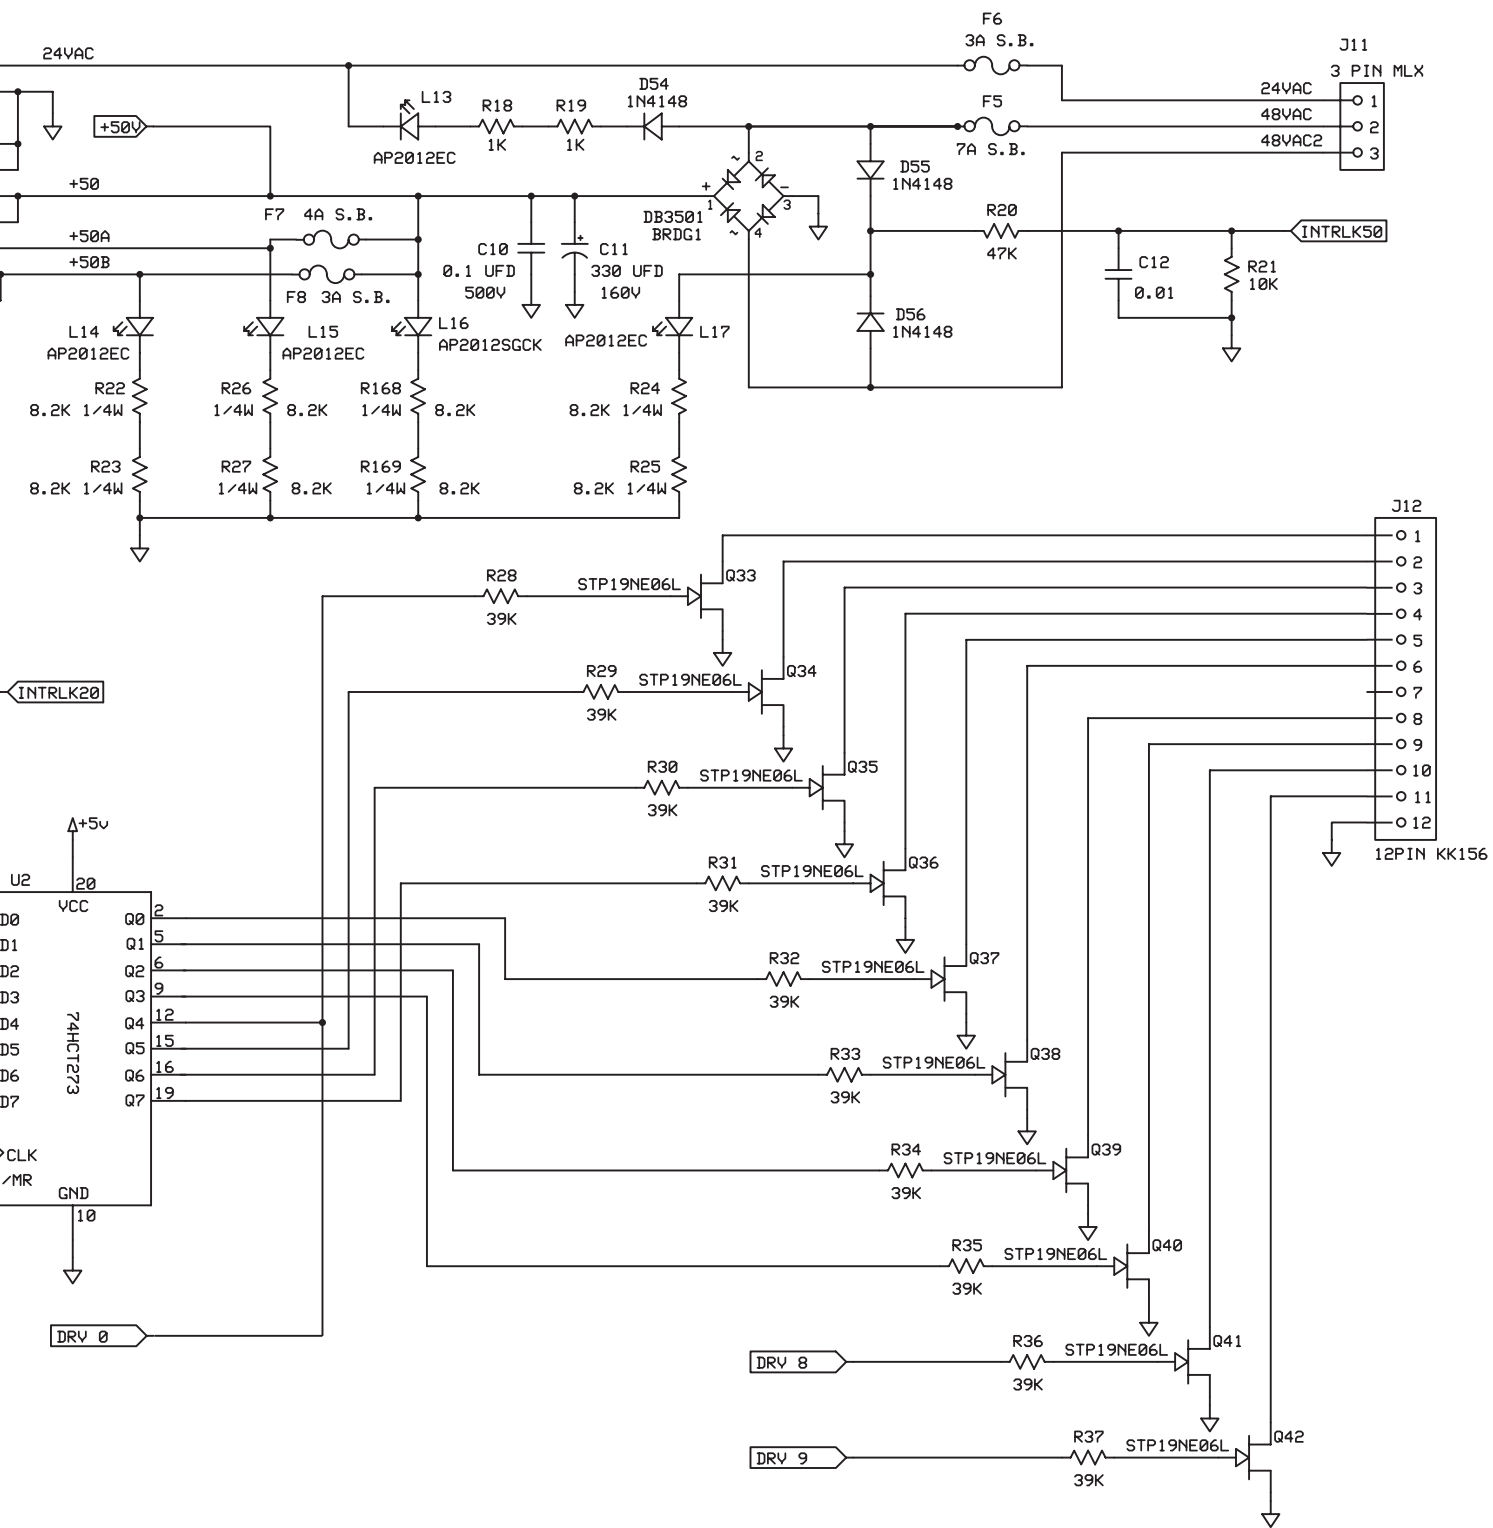 F6
3A S.B.
J11
3 PIN MLX
24VAC
24VAC
1
L13
R18
1K
R19
1K
D54
1N4148
F5
7A S.B.
48VAC
2
48VAC2
3
+50V
AP2012EC
D55
1N4148
+50
+
1
~
2
-
3
~
4
DB3501
BRDG1
F7 4A S.B.
+50A
+50B
F8 3A S.B.
C10
0.1 UFD
500V
+
C11
330 UFD
160V
R20
47K
INTRLK50
C12
0.01
R21
10K
D56
1N4148
L14
AP2012EC
L15
AP2012EC
L16
AP2012SGCK
AP2012EC
L17
R22
8.2K 1/4W
R26
1/4W 8.2K
R168
1/4W 8.2K
R24
8.2K 1/4W
R23
8.2K 1/4W
R27
1/4W 8.2K
R169
1/4W 8.2K
R25
8.2K 1/4W
J12
1
2
3
4
5
6
7
8
9
10
11
12
12PIN KK156
R28
39K
STP19NE06L
Q33
R29
39K
STP19NE06L
Q34
INTRLK20
R30
39K
STP19NE06L
Q35
R31
39K
STP19NE06L
Q36
R32
39K
STP19NE06L
Q37
R33
39K
STP19NE06L
Q38
R34
39K
STP19NE06L
Q39
R35
39K
STP19NE06L
Q40
R36
39K
STP19NE06L
Q41
R37
39K
STP19NE06L
Q42
+5v
U2
20
VCC
D0 Q0 2
D1 Q1 5
D2 Q2 6
D3 Q3 9
D4 Q4 12
D5 Q5 15
D6 Q6 16
D7 Q7 19
74HCT273
CLK
/MR
GND
10
DRV 0
DRV 8
DRV 9